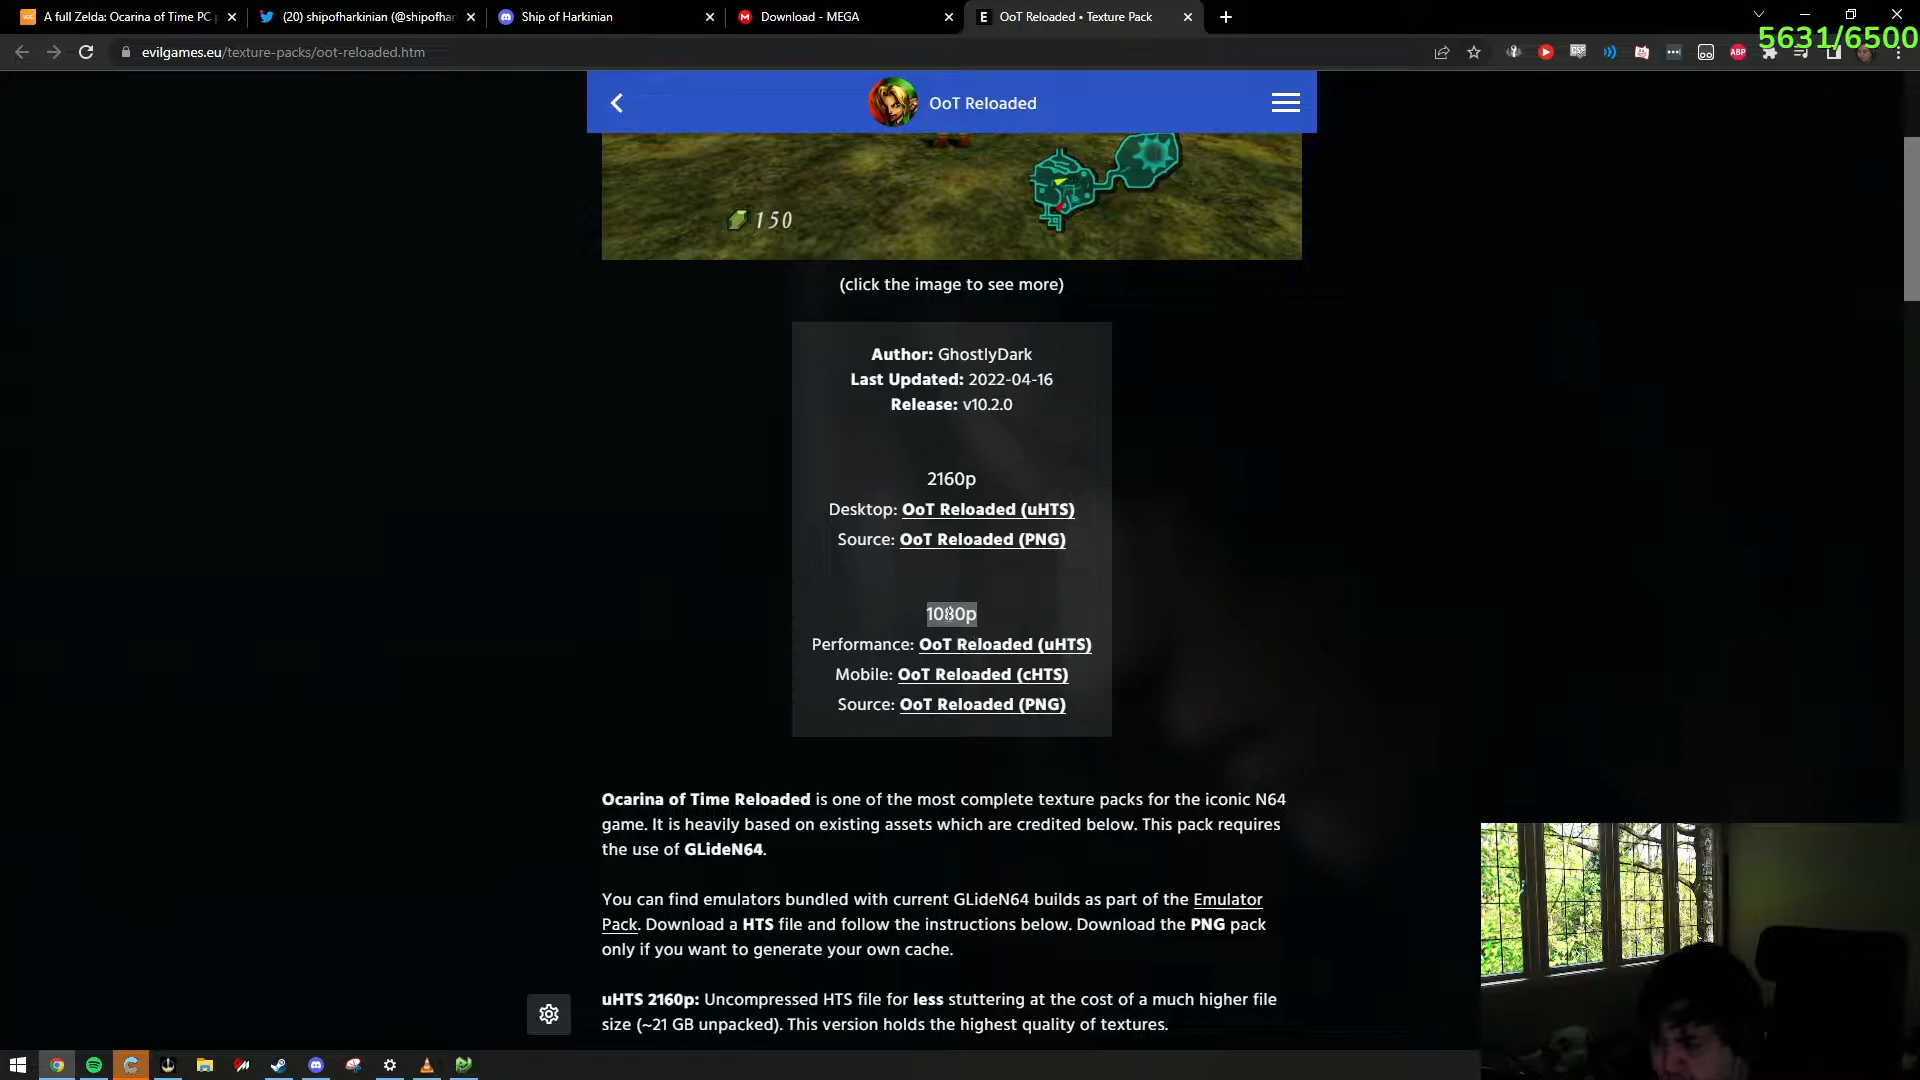 A full Zelda: Ocarina of Time PC
(20) shipofharkinian (@shipofhar
Ship of Harkinian
Download - MEGA
OoT Reloaded • Texture Pack
5631/6500
evilgames.eu/texture-packs/oot-reloaded.htm
OoT Reloaded
150
(click the image to see more)
Author: GhostlyDark
Last Updated: 2022-04-16
Release: v10.2.0
2160p
Desktop: OoT Reloaded (uHTS)
Source: OoT Reloaded (PNG)
1080p
Performance: OoT Reloaded (uHTS)
Mobile: OoT Reloaded (cHTS)
Source: OoT Reloaded (PNG)
Ocarina of Time Reloaded is one of the most complete texture packs for the iconic N64
game. It is heavily based on existing assets which are credited below. This pack requires
the use of GLideN64.
You can find emulators bundled with current GLideN64 builds as part of the Emulator
Pack. Download a HTS file and follow the instructions below. Download the PNG pack
only if you want to generate your own cache.
uHTS 2160p: Uncompressed HTS file for less stuttering at the cost of a much higher file
size (~21 GB unpacked). This version holds the highest quality of textures.